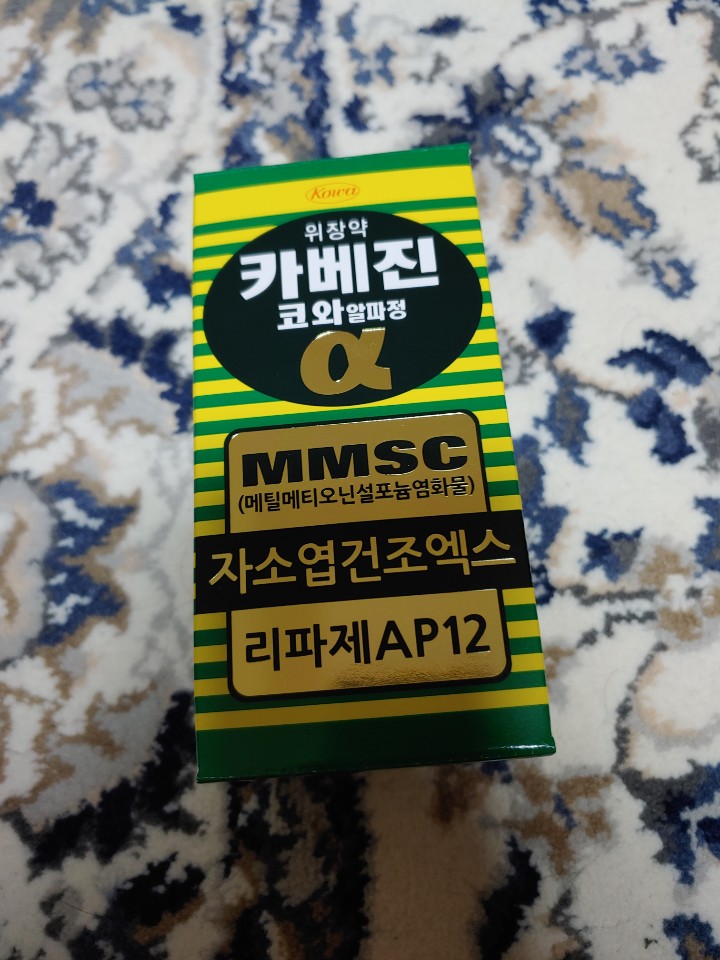 Kowa
위장약
카베진
코와알파정
α
MMSC
(메틸메티오닌설포늄염화물)
자소엽건조엑스
리파제AP12